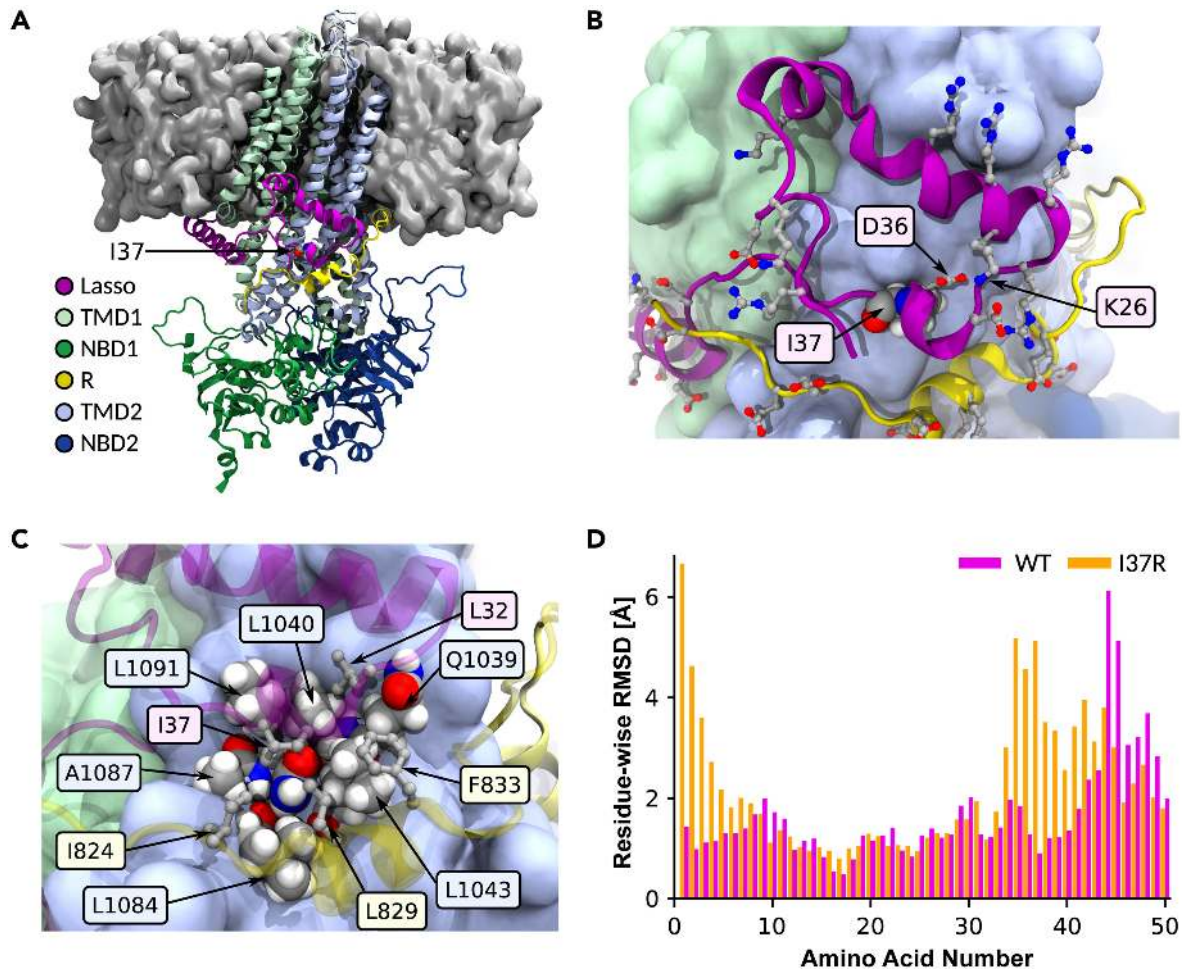 A
I37
Lasso
TMD1
NBD1
R
TMD2
NBD2
B
D36
K26
I37
C
L1040
L32
L1091
Q1039
I37
A1087
F833
I824
L1043
L1084
L829
D
WT I37R
Residue-wise RMSD [Å]
6
4
2
0
0 10 20 30 40 50
Amino Acid Number